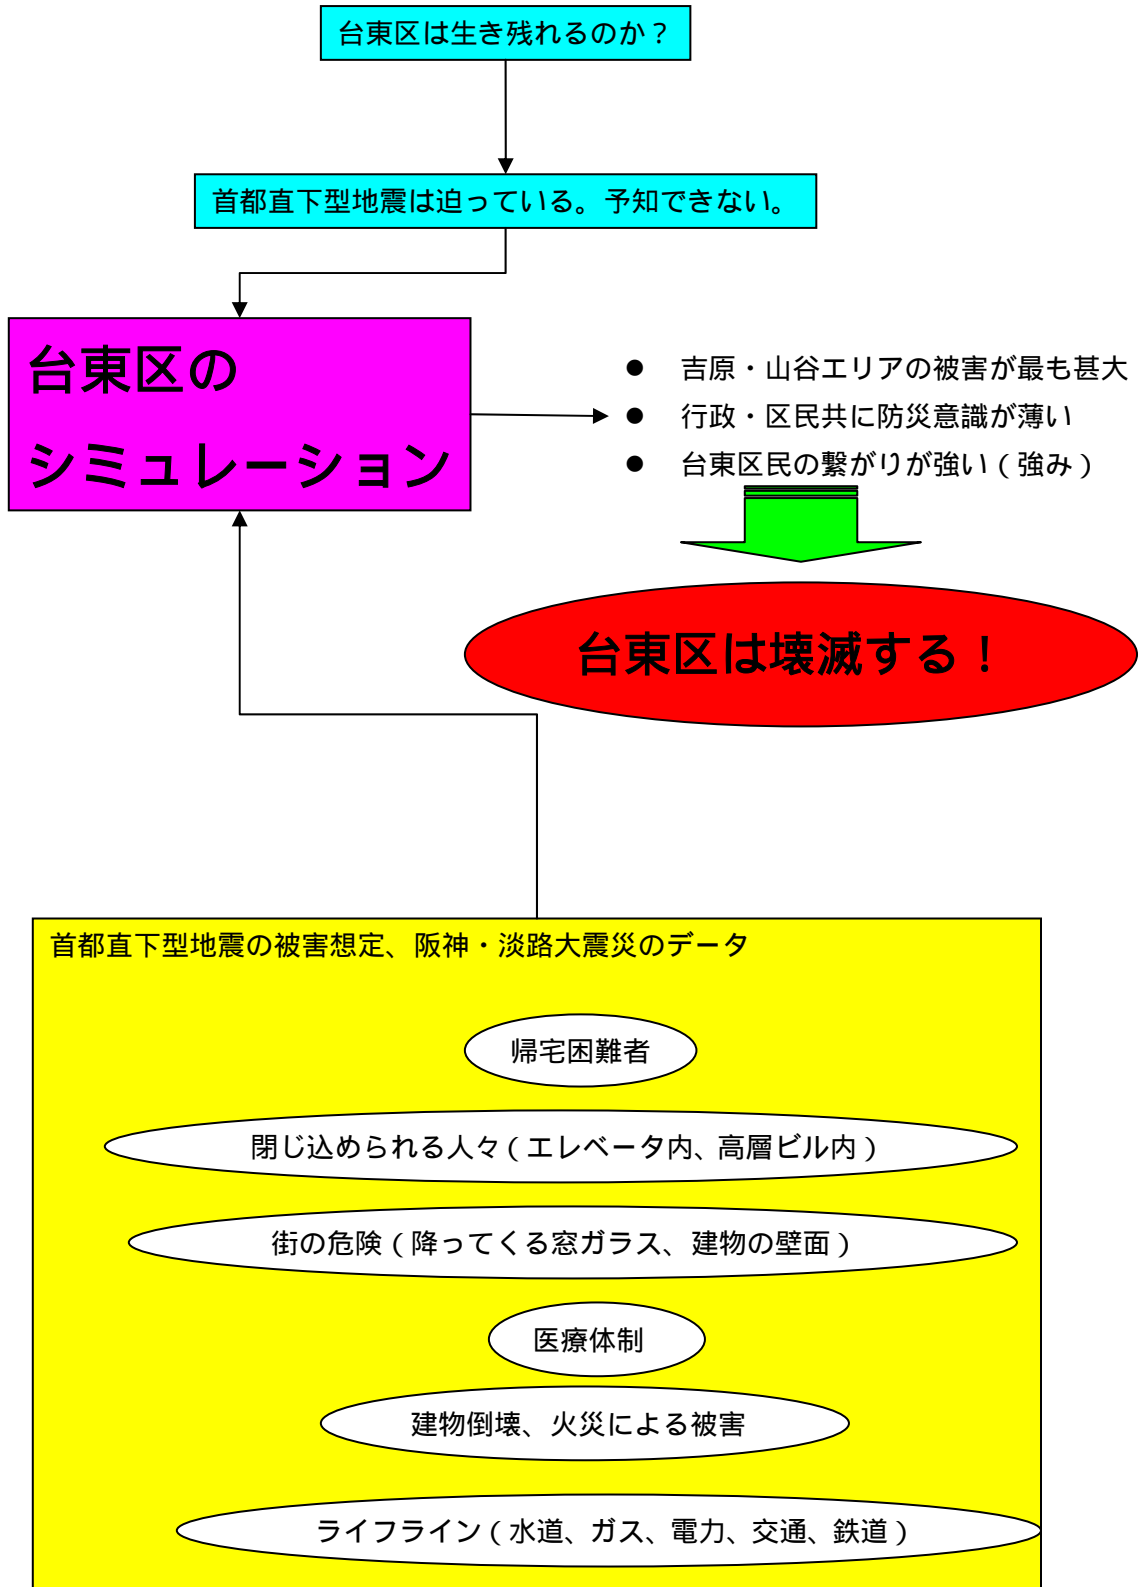 台東区は生き残れるのか？
首都直下型地震は迫っている。予知できない。
台東区の
シミュレーション
● 吉原・山谷エリアの被害が最も甚大
● 行政・区民共に防災意識が薄い
● 台東区民の繋がりが強い（強み）
台東区は壊滅する！
首都直下型地震の被害想定、阪神・淡路大震災のデータ
帰宅困難者
閉じ込められる人々（エレベータ内、高層ビル内）
街の危険（降ってくる窓ガラス、建物の壁面）
医療体制
建物倒壊、火災による被害
ライフライン（水道、ガス、電力、交通、鉄道）